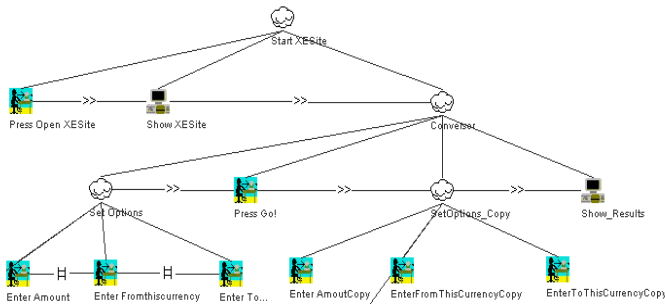 Start XESite
>> >>
Press Open XESite Show XESite Conversor
>> >> >>
Set Options Press Go! SetOptions_Copy Show_Results
Enter Amount Enter Fromthiscurrency Enter To... Enter AmoutCopy EnterFromThisCurrencyCopy EnterToThisCurrencyCopy